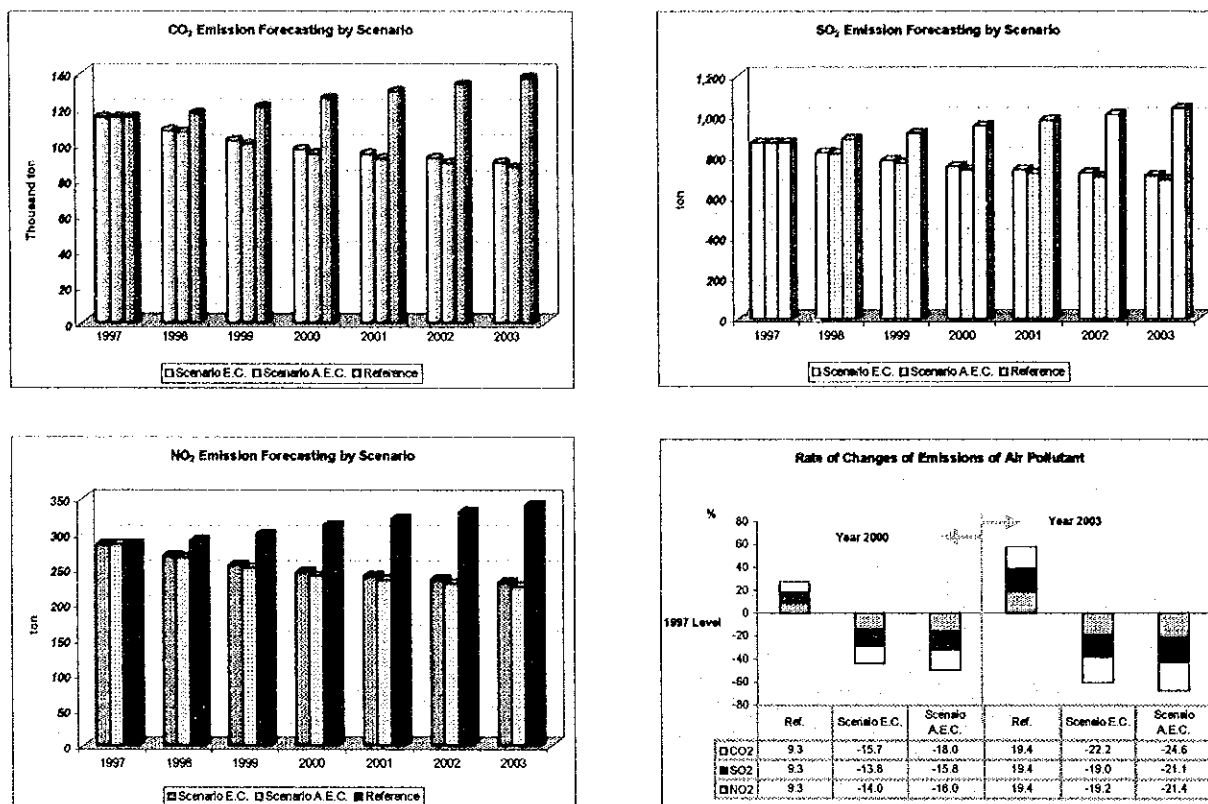 CO₂ Emission Forecasting by Scenario
140
120
100
80
60
40
20
0
Thousand ton
1997 1998 1999 2000 2001 2002 2003
Scenario E.C. Scenario A.E.C. Reference
SO₂ Emission Forecasting by Scenario
1,200
1,000
800
600
400
200
0
ton
1997 1998 1999 2000 2001 2002 2003
Scenario E.C. Scenario A.E.C. Reference
NO₂ Emission Forecasting by Scenario
350
300
250
200
150
100
50
0
ton
1997 1998 1999 2000 2001 2002 2003
Scenario E.C. Scenario A.E.C. Reference
Rate of Changes of Emissions of Air Pollutant
%
Year 2000 Year 2003
80
60
40
20
0
1997 Level
-20
-40
-60
-80
Ref. Scenaio E.C. Scenaio A.E.C. Ref. Scenaio E.C. Scenaio A.E.C.
CO2 9.3 -15.7 -18.0 19.4 -22.2 -24.6
SO2 9.3 -13.8 -15.8 19.4 -19.0 -21.1
NO2 9.3 -14.0 -16.0 19.4 -19.2 -21.4